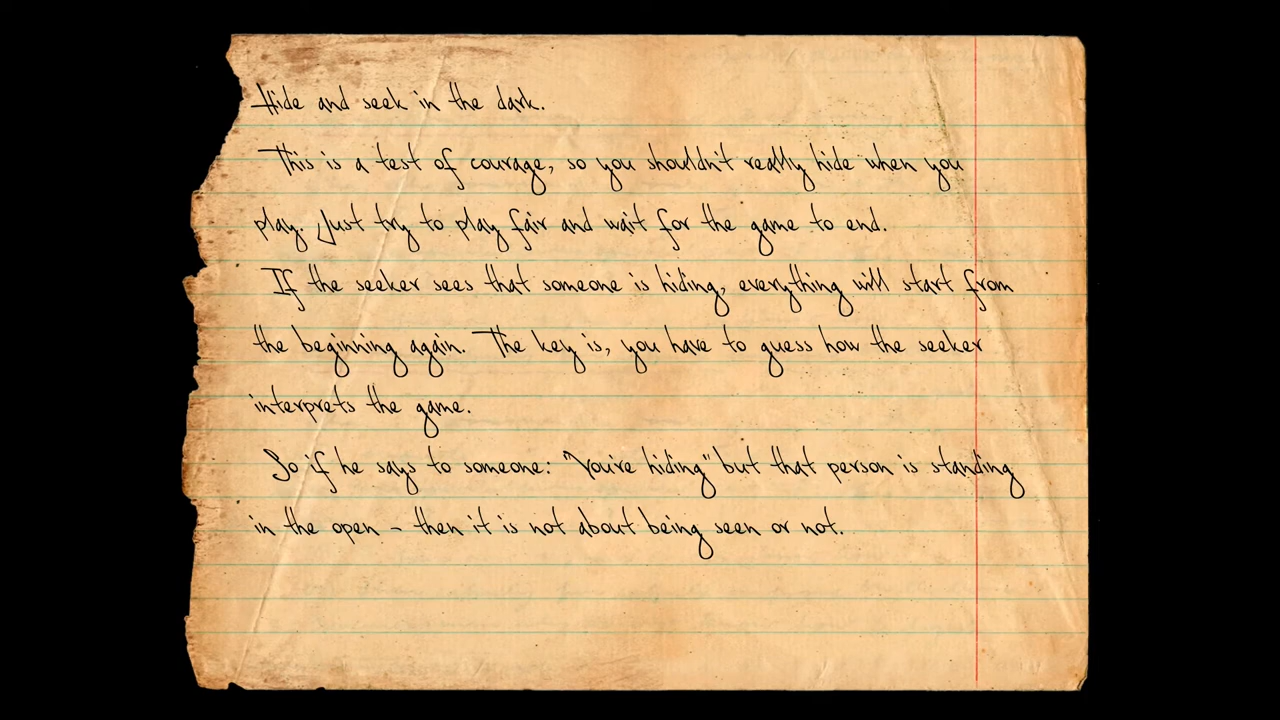 Hide and seek in the dark.
This is a test of courage, so you shouldn't really hide when you
play. Just try to play fair and wait for the game to end.
If the seeker sees that someone is hiding, everything will start from
the beginning again. The key is, you have to guess how the seeker
interprets the game.
So if he says to someone: "You're hiding" but that person is standing
in the open - then it is not about being seen or not.